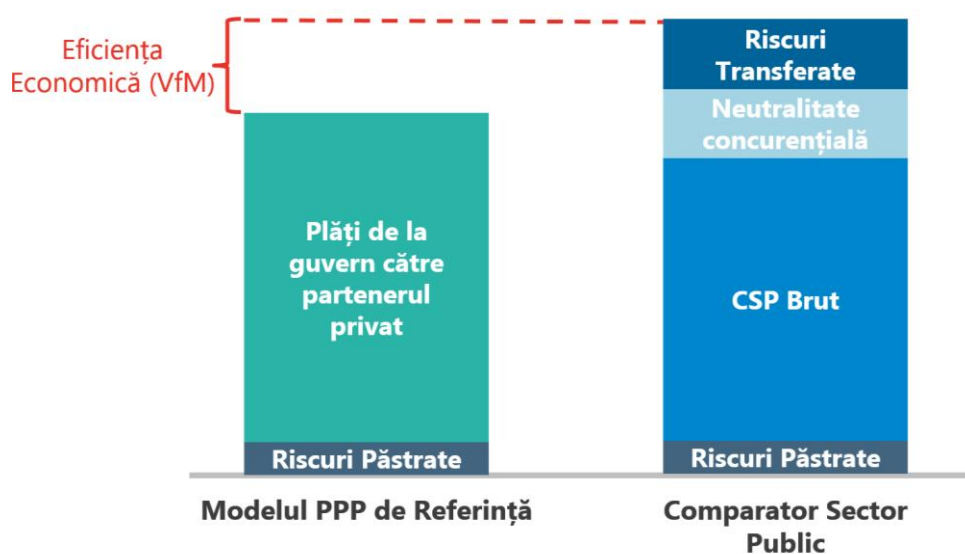 Eficiența
Economică (VfM)
Riscuri
Transferate
Neutralitate
concurențială
Plăți de la
guvern către
partenerul
privat
CSP Brut
Riscuri Păstrate
Riscuri Păstrate
Modelul PPP de Referință
Comparator Sector
Public